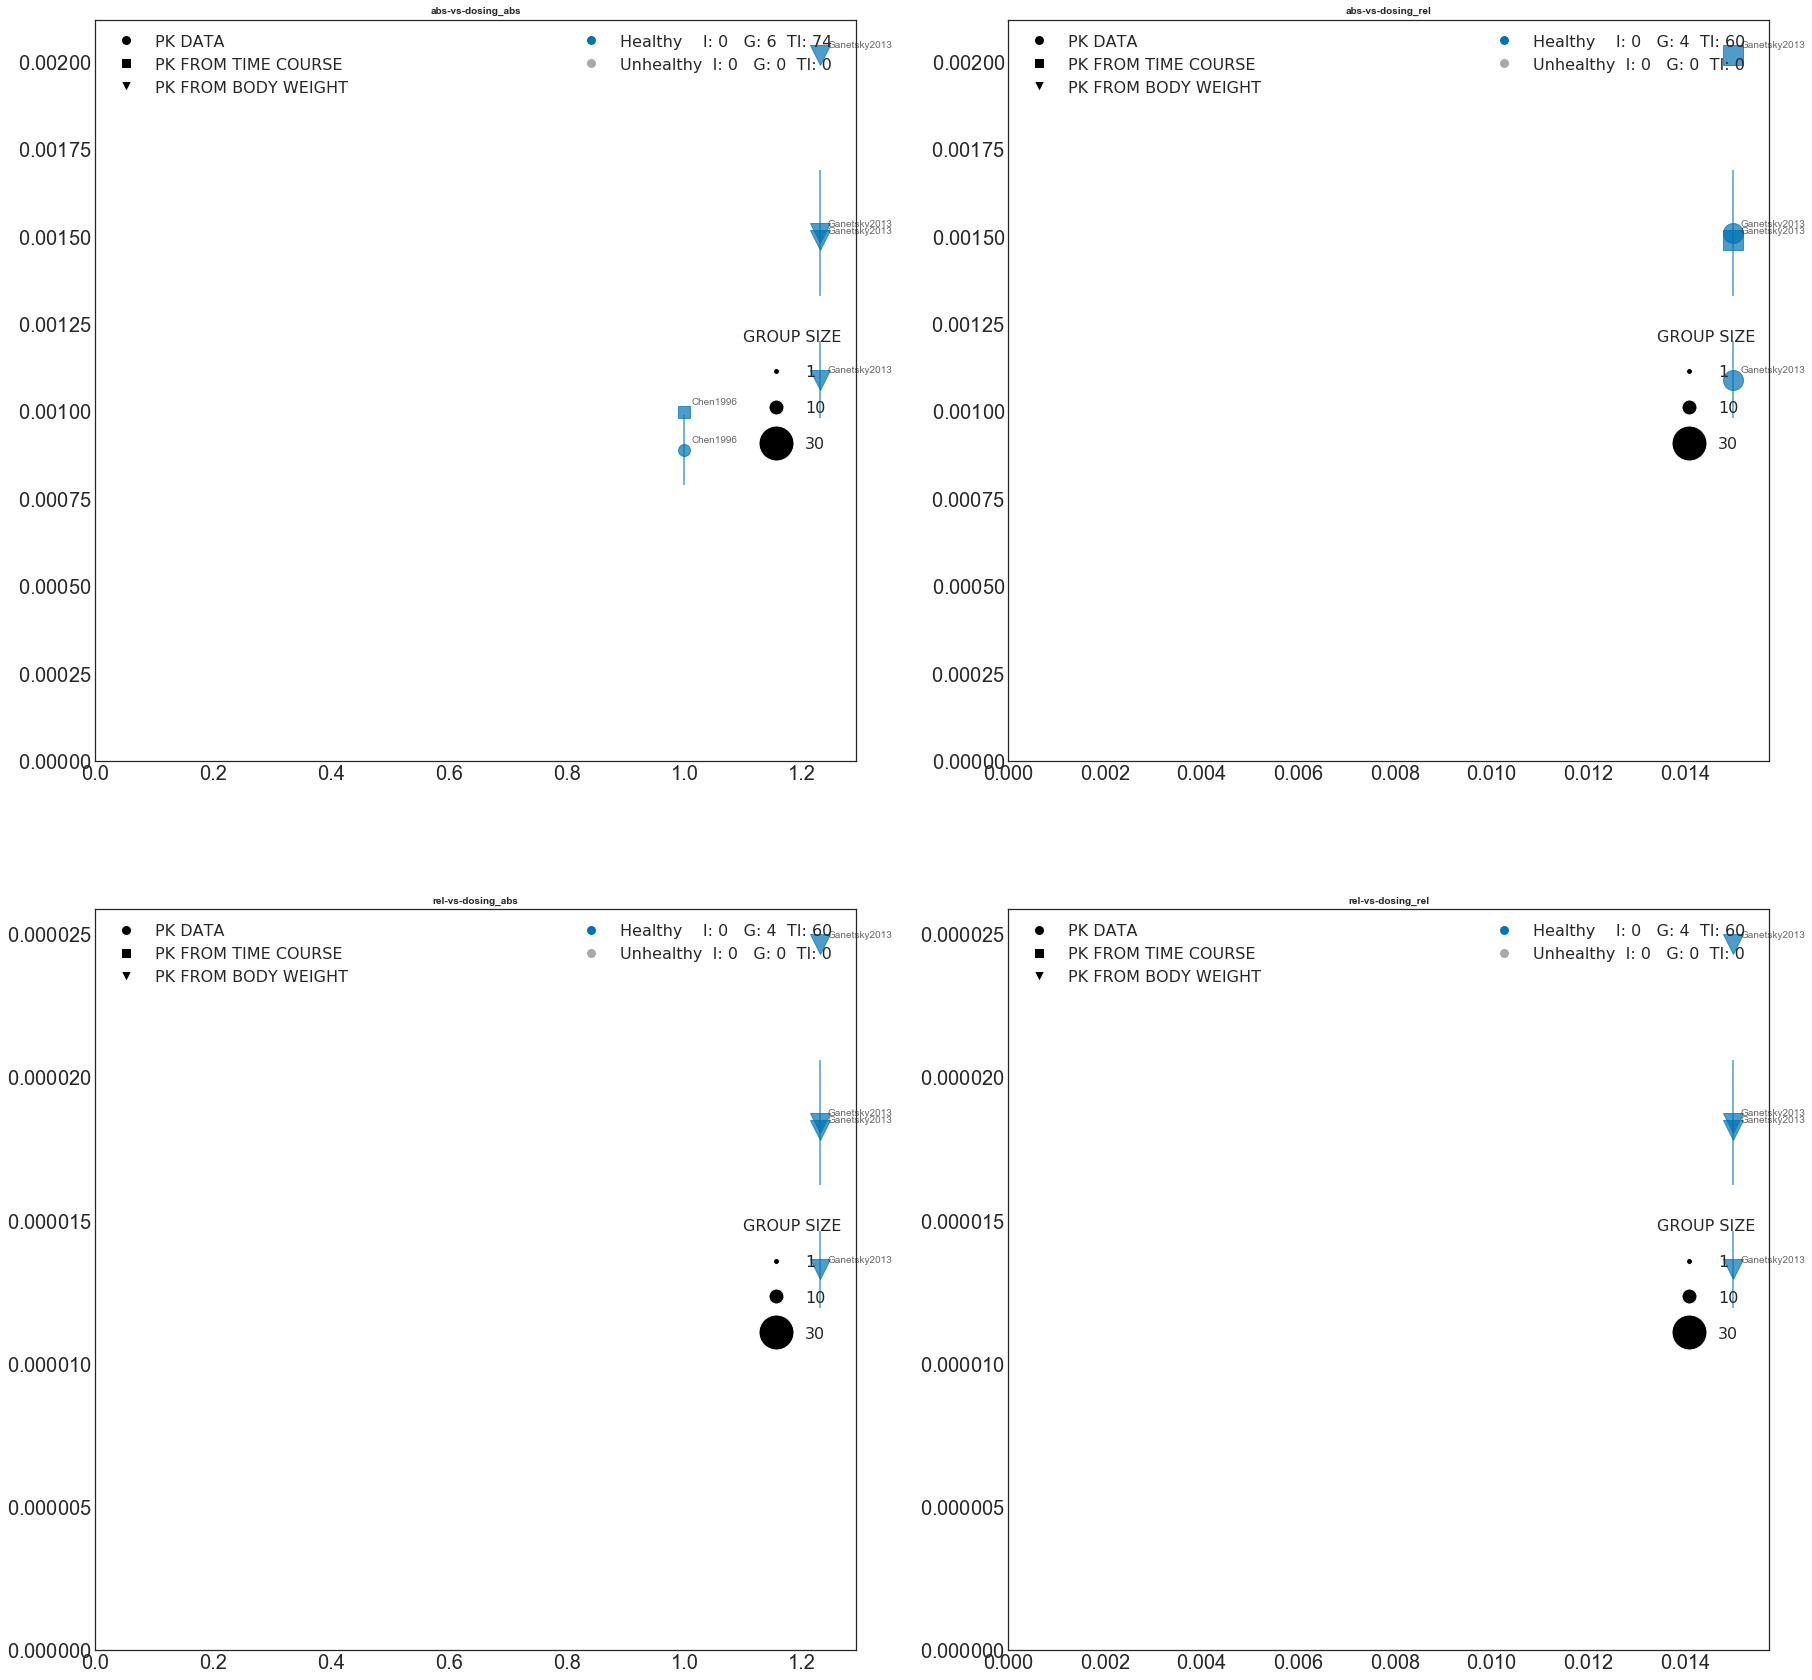 abs-vs-dosing_abs
PK DATA
PK FROM TIME COURSE
PK FROM BODY WEIGHT
Healthy I: 0 G: 6 TI: 74
Unhealthy I: 0 G: 0 TI: 0
Ganetsky2013
Ganetsky2013
Ganetsky2013
Ganetsky2013
Chen1996
Chen1996
GROUP SIZE
1
10
30
0.00200
0.00175
0.00150
0.00125
0.00100
0.00075
0.00050
0.00025
0.00000
0.0 0.2 0.4 0.6 0.8 1.0 1.2
abs-vs-dosing_rel
PK DATA
PK FROM TIME COURSE
PK FROM BODY WEIGHT
Healthy I: 0 G: 4 TI: 60
Unhealthy I: 0 G: 0 TI: 0
Ganetsky2013
Ganetsky2013
Ganetsky2013
Ganetsky2013
GROUP SIZE
1
10
30
0.00200
0.00175
0.00150
0.00125
0.00100
0.00075
0.00050
0.00025
0.00000
0.000 0.002 0.004 0.006 0.008 0.010 0.012 0.014
rel-vs-dosing_abs
PK DATA
PK FROM TIME COURSE
PK FROM BODY WEIGHT
Healthy I: 0 G: 4 TI: 60
Unhealthy I: 0 G: 0 TI: 0
Ganetsky2013
Ganetsky2013
Ganetsky2013
Ganetsky2013
GROUP SIZE
1
10
30
0.000025
0.000020
0.000015
0.000010
0.000005
0.000000
0.0 0.2 0.4 0.6 0.8 1.0 1.2
rel-vs-dosing_rel
PK DATA
PK FROM TIME COURSE
PK FROM BODY WEIGHT
Healthy I: 0 G: 4 TI: 60
Unhealthy I: 0 G: 0 TI: 0
Ganetsky2013
Ganetsky2013
Ganetsky2013
Ganetsky2013
GROUP SIZE
1
10
30
0.000025
0.000020
0.000015
0.000010
0.000005
0.000000
0.000 0.002 0.004 0.006 0.008 0.010 0.012 0.014